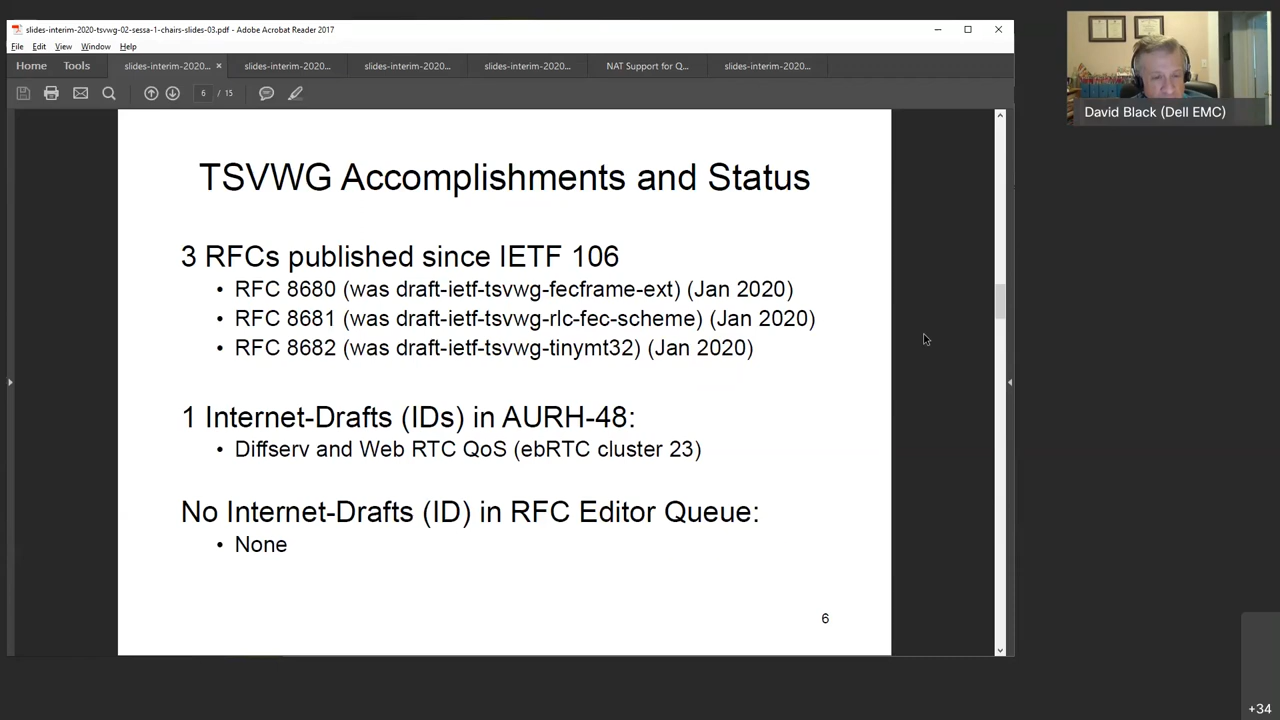 slides-interim-2020-tsvwg-02-sessa-1-chairs-slides-03.pdf - Adobe Acrobat Reader 2017
File Edit View Window Help
Home Tools slides-interim-2020... × slides-interim-2020... slides-interim-2020... slides-interim-2020... NAT Support for Q... slides-interim-2020...
6 / 15
David Black (Dell EMC)
TSVWG Accomplishments and Status
3 RFCs published since IETF 106
• RFC 8680 (was draft-ietf-tsvwg-fecframe-ext) (Jan 2020)
• RFC 8681 (was draft-ietf-tsvwg-rlc-fec-scheme) (Jan 2020)
• RFC 8682 (was draft-ietf-tsvwg-tinymt32) (Jan 2020)
1 Internet-Drafts (IDs) in AURH-48:
• Diffserv and Web RTC QoS (ebRTC cluster 23)
No Internet-Drafts (ID) in RFC Editor Queue:
• None
6
+34